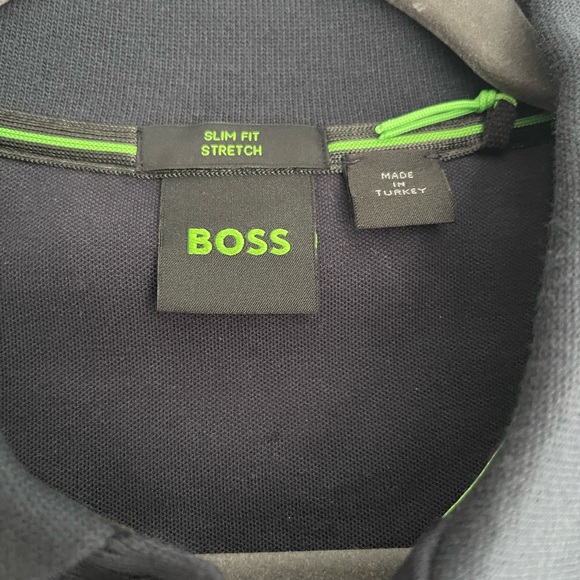 SLIM FIT
STRETCH
BOSS
MADE
IN
TURKEY